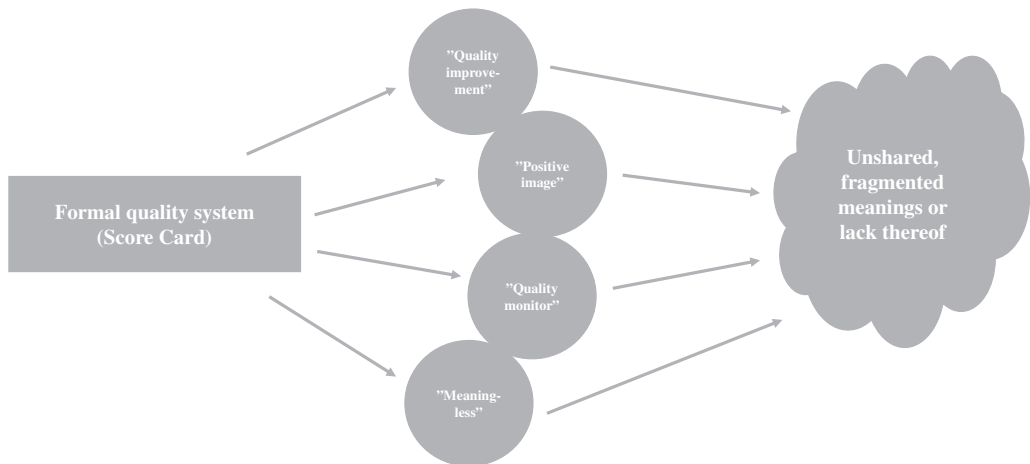 ”Quality
improve-
ment”
”Positive
image”
Unshared,
fragmented
meanings or
lack thereof
Formal quality system
(Score Card)
”Quality
monitor”
”Meaning-
less”